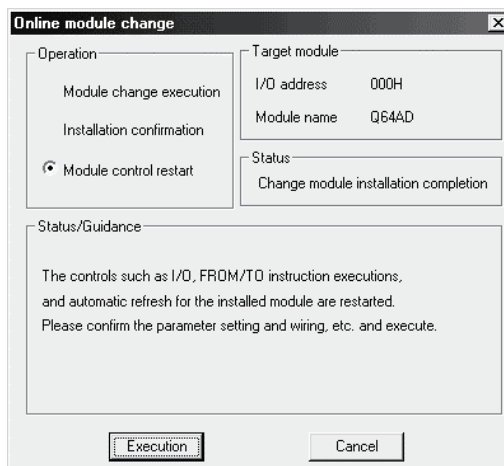 Online module change
Operation
Module change execution
Installation confirmation
Module control restart
Target module
I/O address 000H
Module name Q64AD
Status
Change module installation completion
Status/Guidance
The controls such as I/O, FROM/TO instruction executions,
and automatic refresh for the installed module are restarted.
Please confirm the parameter setting and wiring, etc. and execute.
Execution Cancel